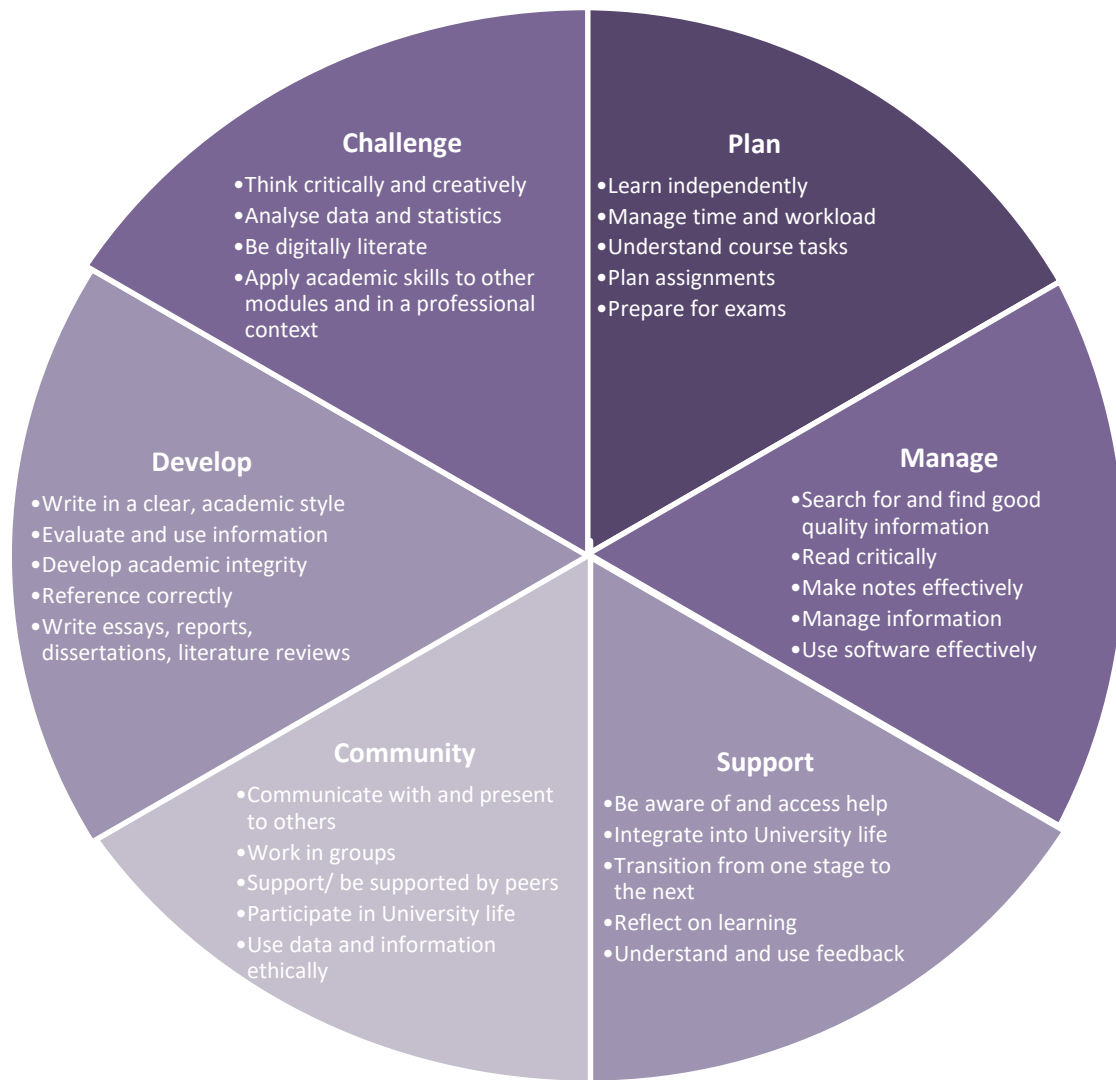 Challenge
•Think critically and creatively
•Analyse data and statistics
•Be digitally literate
•Apply academic skills to other
modules and in a professional
context
Plan
•Learn independently
•Manage time and workload
•Understand course tasks
•Plan assignments
•Prepare for exams
Develop
•Write in a clear, academic style
•Evaluate and use information
•Develop academic integrity
•Reference correctly
•Write essays, reports,
dissertations, literature reviews
Manage
•Search for and find good
quality information
•Read critically
•Make notes effectively
•Manage information
•Use software effectively
Community
•Communicate with and present
to others
•Work in groups
•Support/ be supported by peers
•Participate in University life
•Use data and information
ethically
Support
•Be aware of and access help
•Integrate into University life
•Transition from one stage to
the next
•Reflect on learning
•Understand and use feedback